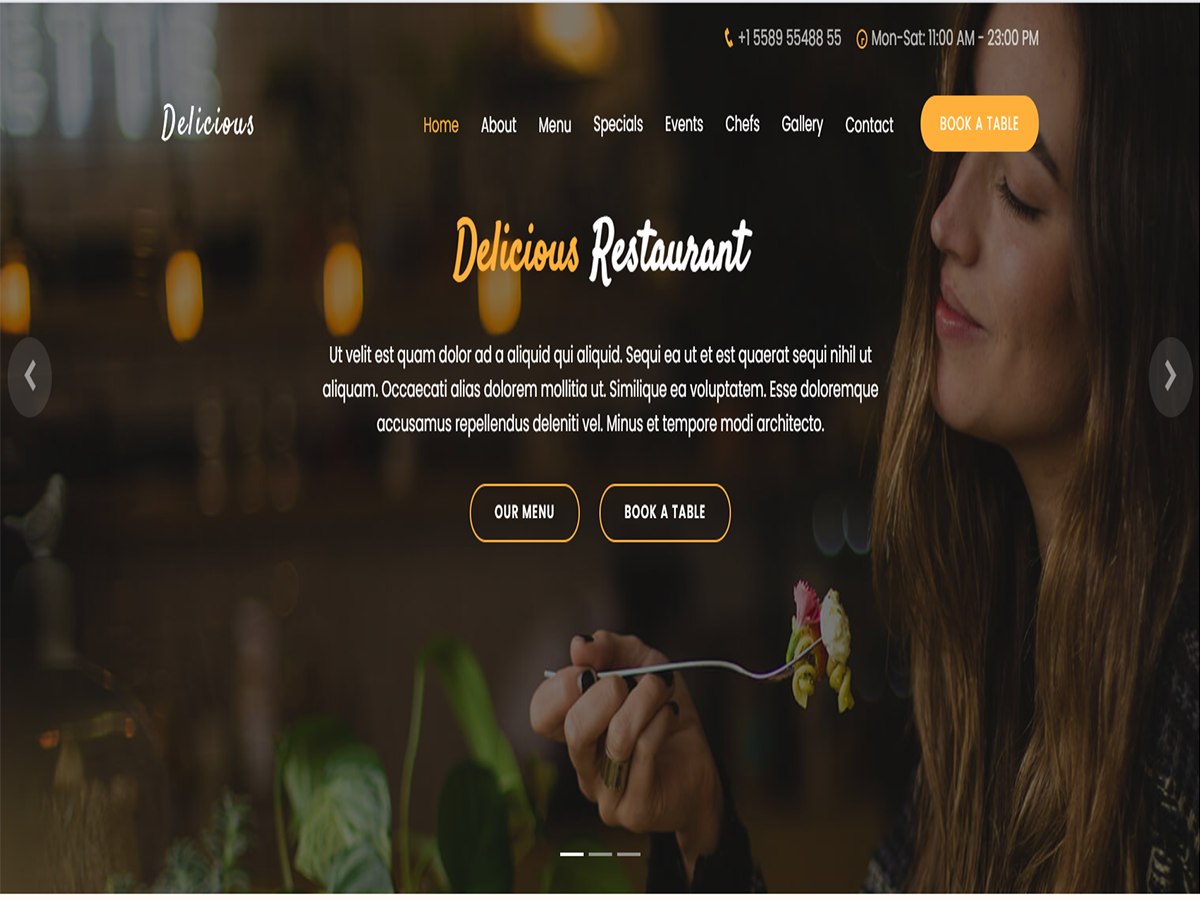 +1 5589 55488 55 Mon-Sat: 11:00 AM - 23:00 PM
Delicious
Home About Menu Specials Events Chefs Gallery Contact BOOK A TABLE
Delicious Restaurant
Ut velit est quam dolor ad a aliquid qui aliquid. Sequi ea ut et est quaerat sequi nihil ut
aliquam. Occaecati alias dolorem mollitia ut. Similique ea voluptatem. Esse doloremque
accusamus repellendus deleniti vel. Minus et tempore modi architecto.
OUR MENU BOOK A TABLE